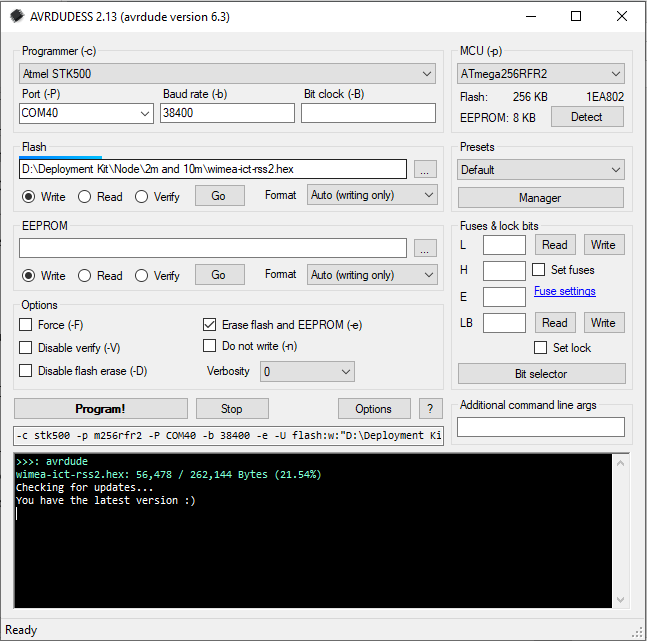 AVRDUDESS 2.13 (avrdude version 6.3)
Programmer (-c)
Atmel STK500
Port (-P)
Baud rate (-b)
Bit clock (-B)
COM40
38400
MCU (-p)
ATmega256RFR2
Flash: 256 KB 1EA802
EEPROM: 8 KB
Detect
Flash
D:\Deployment Kit\Node\2m and 10m\wimea-ict-rss2.hex
...
Write
Read
Verify
Go
Format
Auto (writing only)
Presets
Default
Manager
EEPROM
...
Write
Read
Verify
Go
Format
Auto (writing only)
Fuses & lock bits
L
Read
Write
H
Set fuses
E
Fuse settings
LB
Read
Write
Set lock
Bit selector
Options
Force (-F)
Erase flash and EEPROM (-e)
Disable verify (-V)
Do not write (-n)
Disable flash erase (-D)
Verbosity
0
Program!
Stop
Options
?
Additional command line args
-c stk500 -p m256rfr2 -P COM40 -b 38400 -e -U flash:w:"D:\Deployment Ki
>>>: avrdude
wimea-ict-rss2.hex: 56,478 / 262,144 Bytes (21.54%)
Checking for updates...
You have the latest version :)
Ready